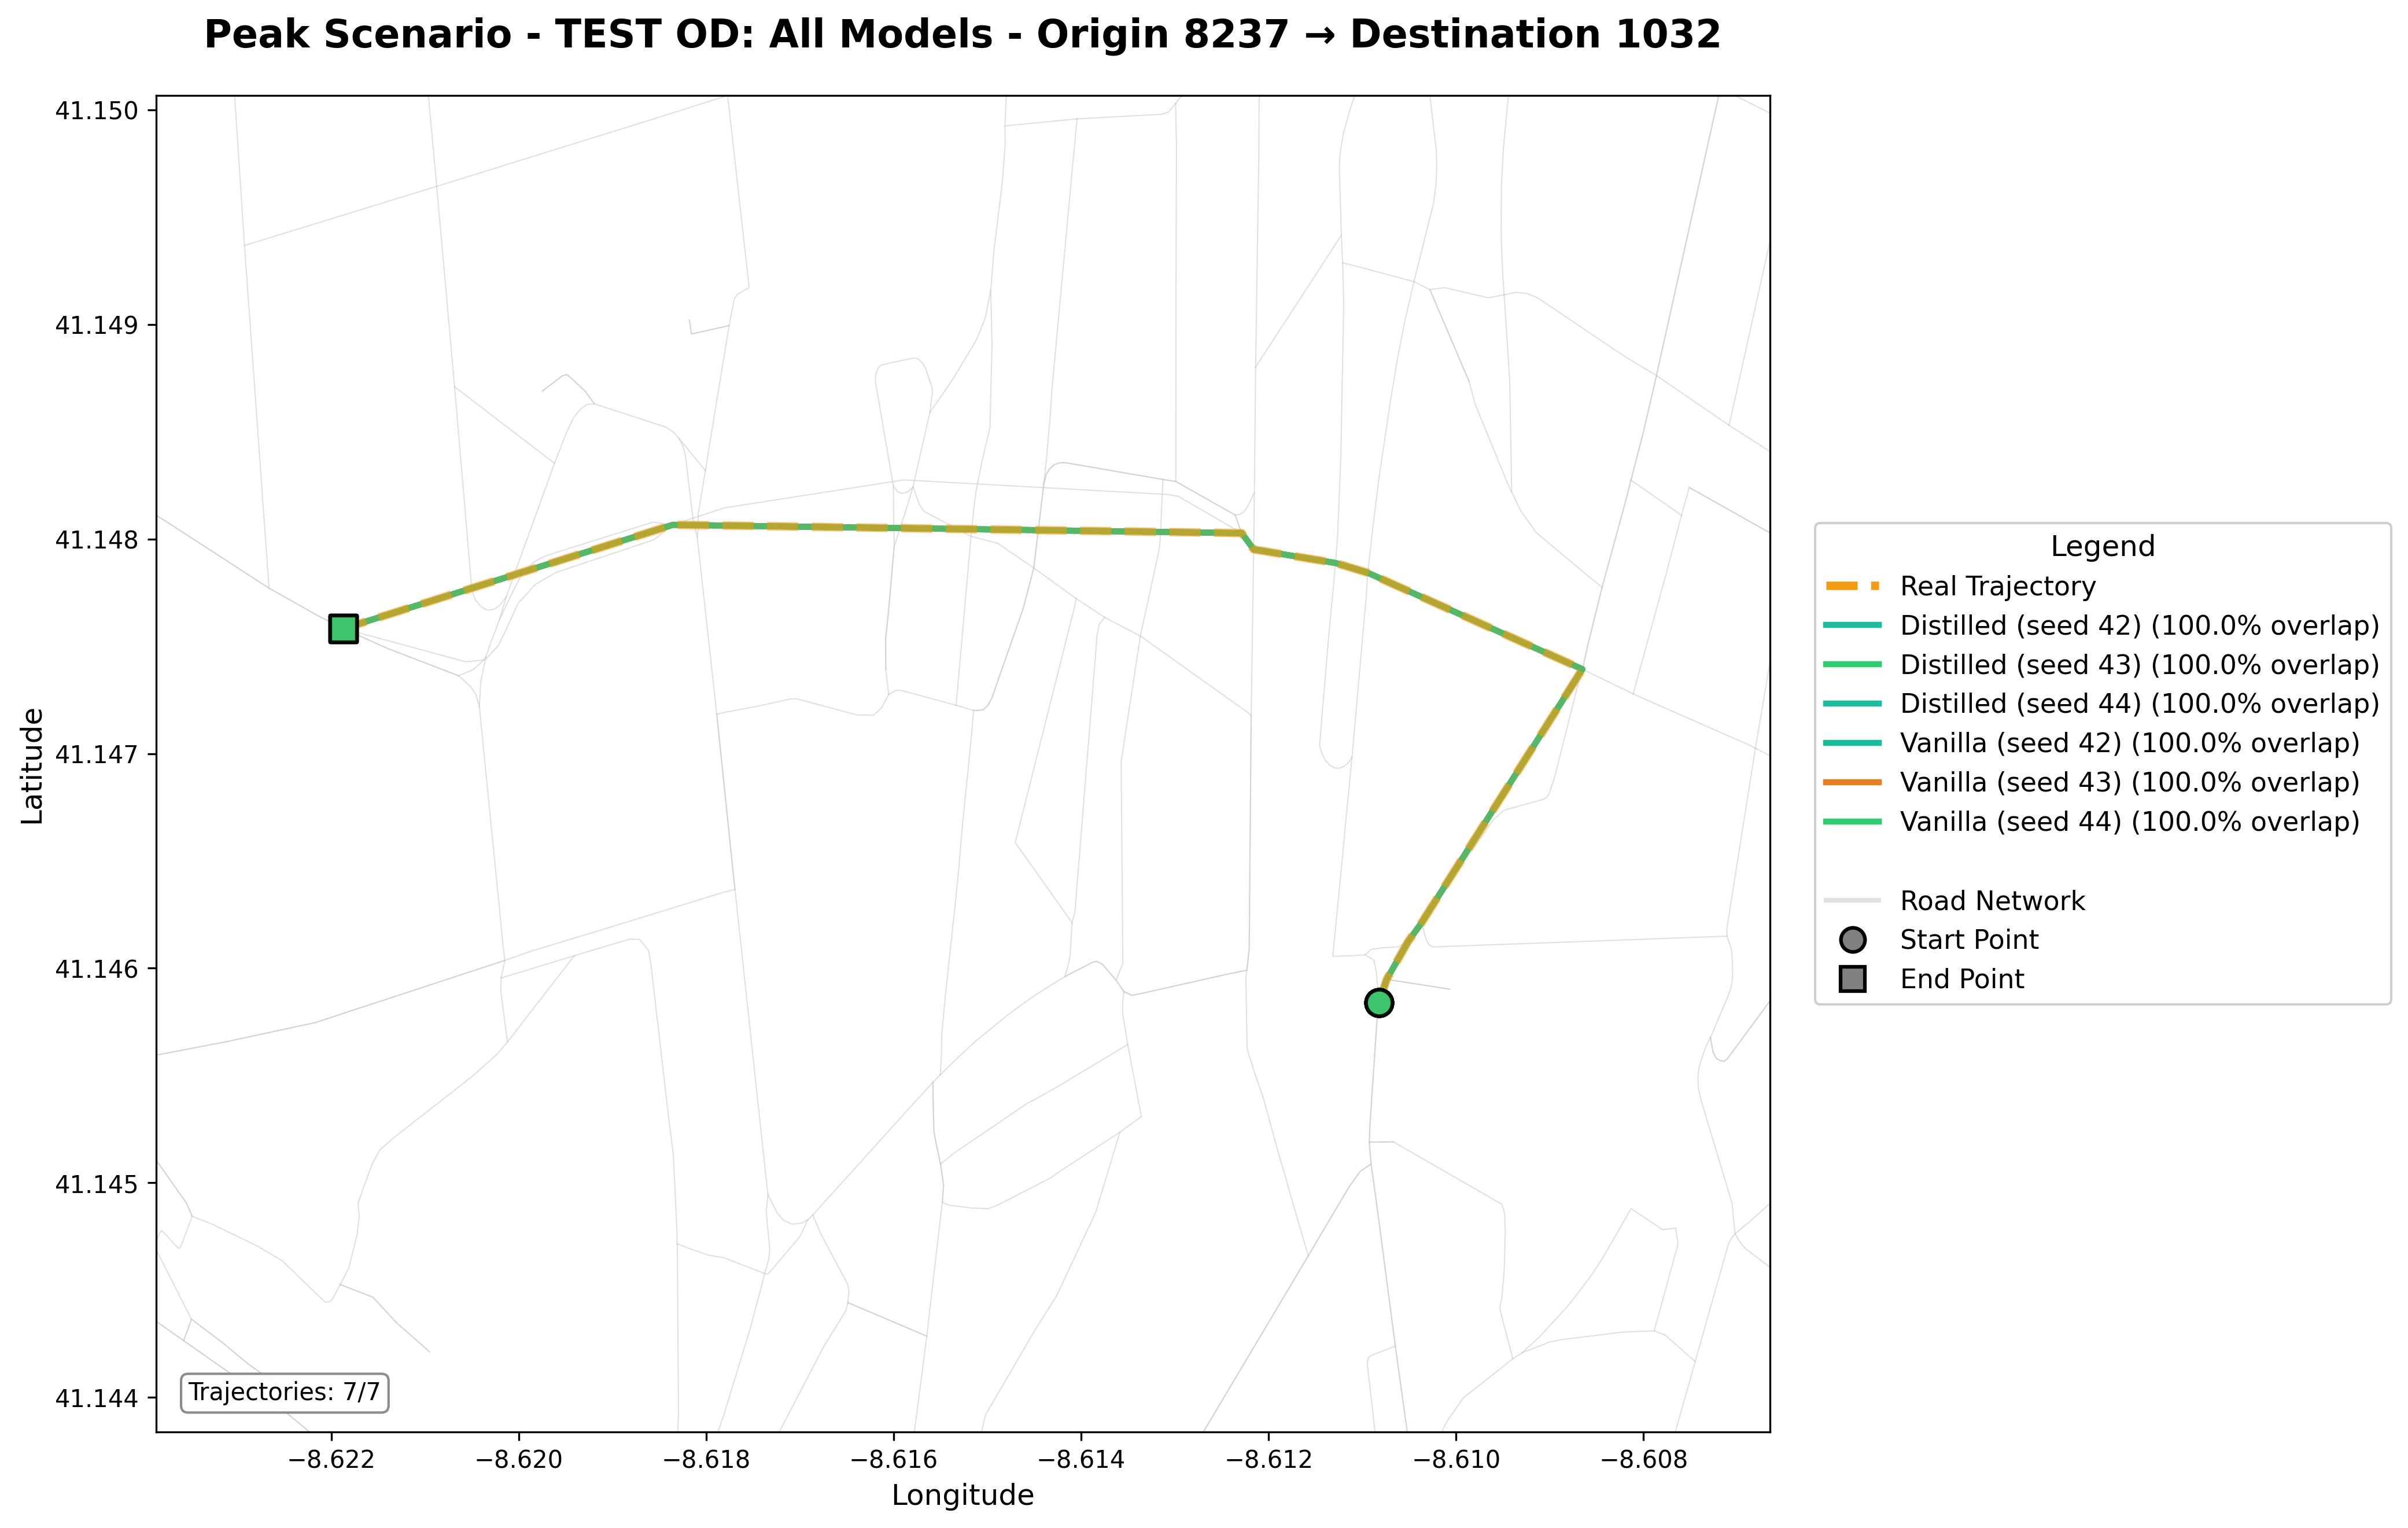 Peak Scenario - TEST OD: All Models - Origin 8237 → Destination 1032
41.150
41.149
41.148
41.147
41.146
41.145
41.144
Latitude
−8.622
−8.620
−8.618
−8.616
−8.614
−8.612
−8.610
−8.608
Longitude
Trajectories: 7/7
Legend
Real Trajectory
Distilled (seed 42) (100.0% overlap)
Distilled (seed 43) (100.0% overlap)
Distilled (seed 44) (100.0% overlap)
Vanilla (seed 42) (100.0% overlap)
Vanilla (seed 43) (100.0% overlap)
Vanilla (seed 44) (100.0% overlap)
Road Network
Start Point
End Point